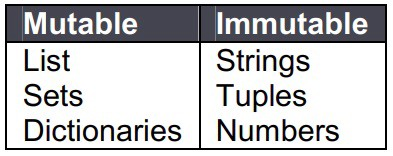 Mutable Immutable
List Strings
Sets Tuples
Dictionaries Numbers